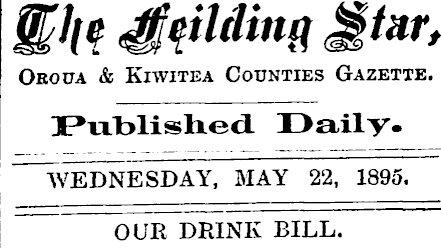 The Feilding Star,
OROUA & KIWITEA COUNTIES GAZETTE.
Published Daily.
WEDNESDAY, MAY 22, 1895.
OUR DRINK BILL.